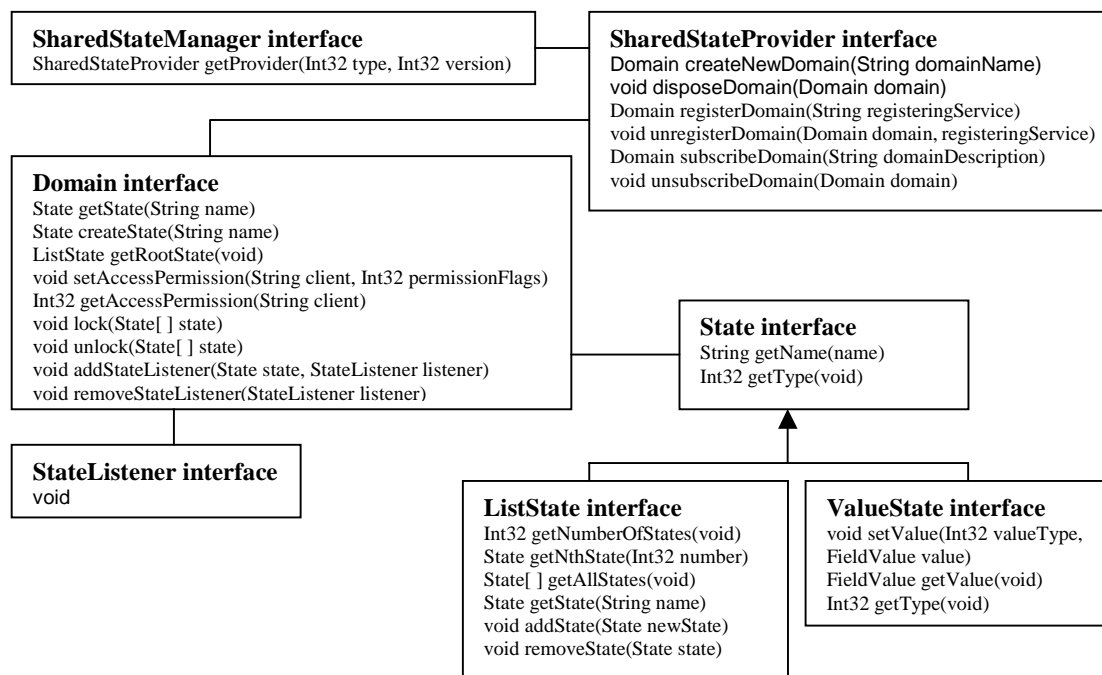 SharedStateManager interface
SharedStateProvider getProvider(Int32 type, Int32 version)
SharedStateProvider interface
Domain createNewDomain(String domainName)
void disposeDomain(Domain domain)
Domain registerDomain(String registeringService)
void unregisterDomain(Domain domain, registeringService)
Domain subscribeDomain(String domainDescription)
void unsubscribeDomain(Domain domain)
Domain interface
State getState(String name)
State createState(String name)
ListState getRootState(void)
void setAccessPermission(String client, Int32 permissionFlags)
Int32 getAccessPermission(String client)
void lock(State[ ] state)
void unlock(State[ ] state)
void addStateListener(State state, StateListener listener)
void removeStateListener(StateListener listener)
State interface
String getName(name)
Int32 getType(void)
StateListener interface
void
ListState interface
Int32 getNumberOfStates(void)
State getNthState(Int32 number)
State[ ] getAllStates(void)
State getState(String name)
void addState(State newState)
void removeState(State state)
ValueState interface
void setValue(Int32 valueType,
FieldValue value)
FieldValue getValue(void)
Int32 getType(void)